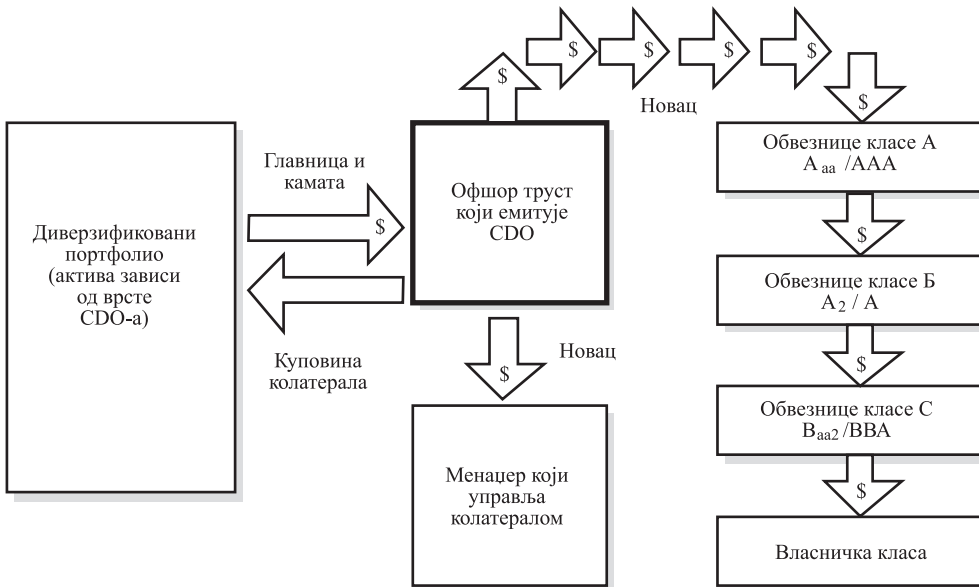 $
$
$
$
$
$
Новац
Обвезнице класе А
Aaa /AAA
Главница и
камата
$
Офшор труст
који емитује
CDO
Диверзификовани
портфолио
(актива зависи
од врсте
CDO-а)
$
Обвезнице класе Б
A2 / A
Куповина
колатерала
Новац
$
$
Обвезнице класе С
Baa2 /BBA
Менаџер који
управља
колатералом
$
Власничка класа